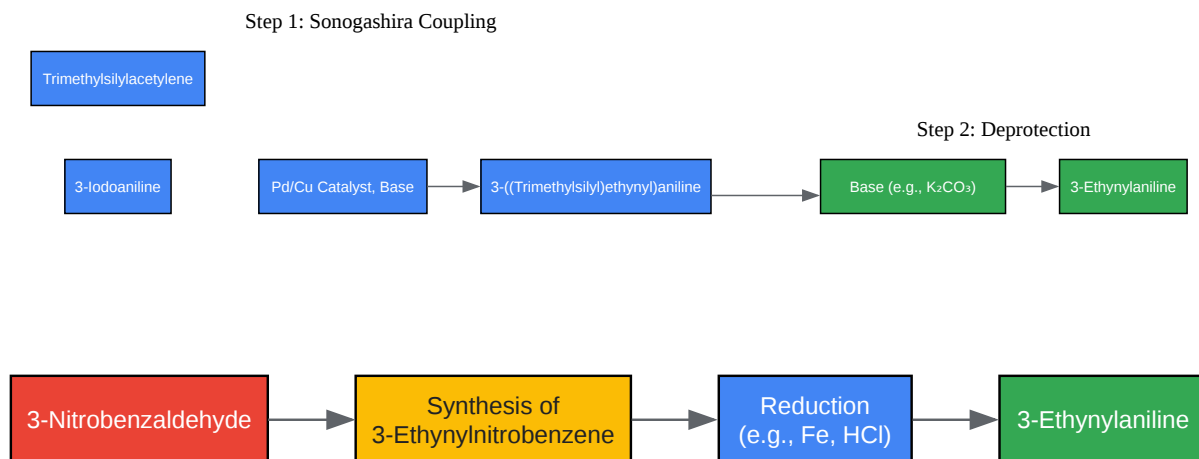 Step 1: Sonogashira Coupling
Trimethylsilylacetylene
Step 2: Deprotection
3-Iodoaniline
Pd/Cu Catalyst, Base
3-((Trimethylsilyl)ethynyl)aniline
Base (e.g., K₂CO₃)
3-Ethynylaniline
3-Nitrobenzaldehyde
Synthesis of
3-Ethynylnitrobenzene
Reduction
(e.g., Fe, HCl)
3-Ethynylaniline